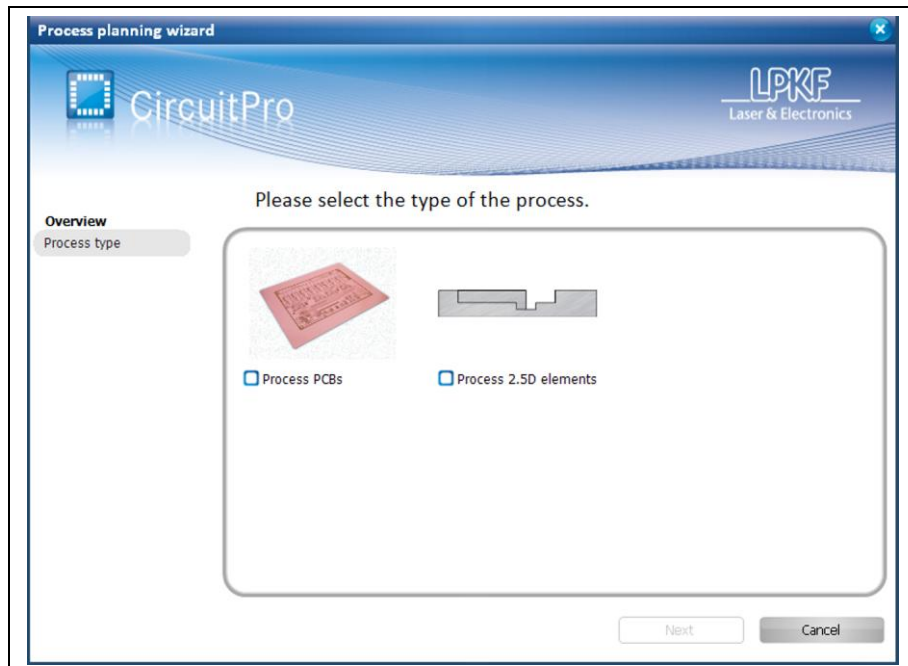 Process planning wizard
CircuitPro
LPKF
Laser & Electronics
Please select the type of the process.
Overview
Process type
Process PCBs
Process 2.5D elements
Next
Cancel